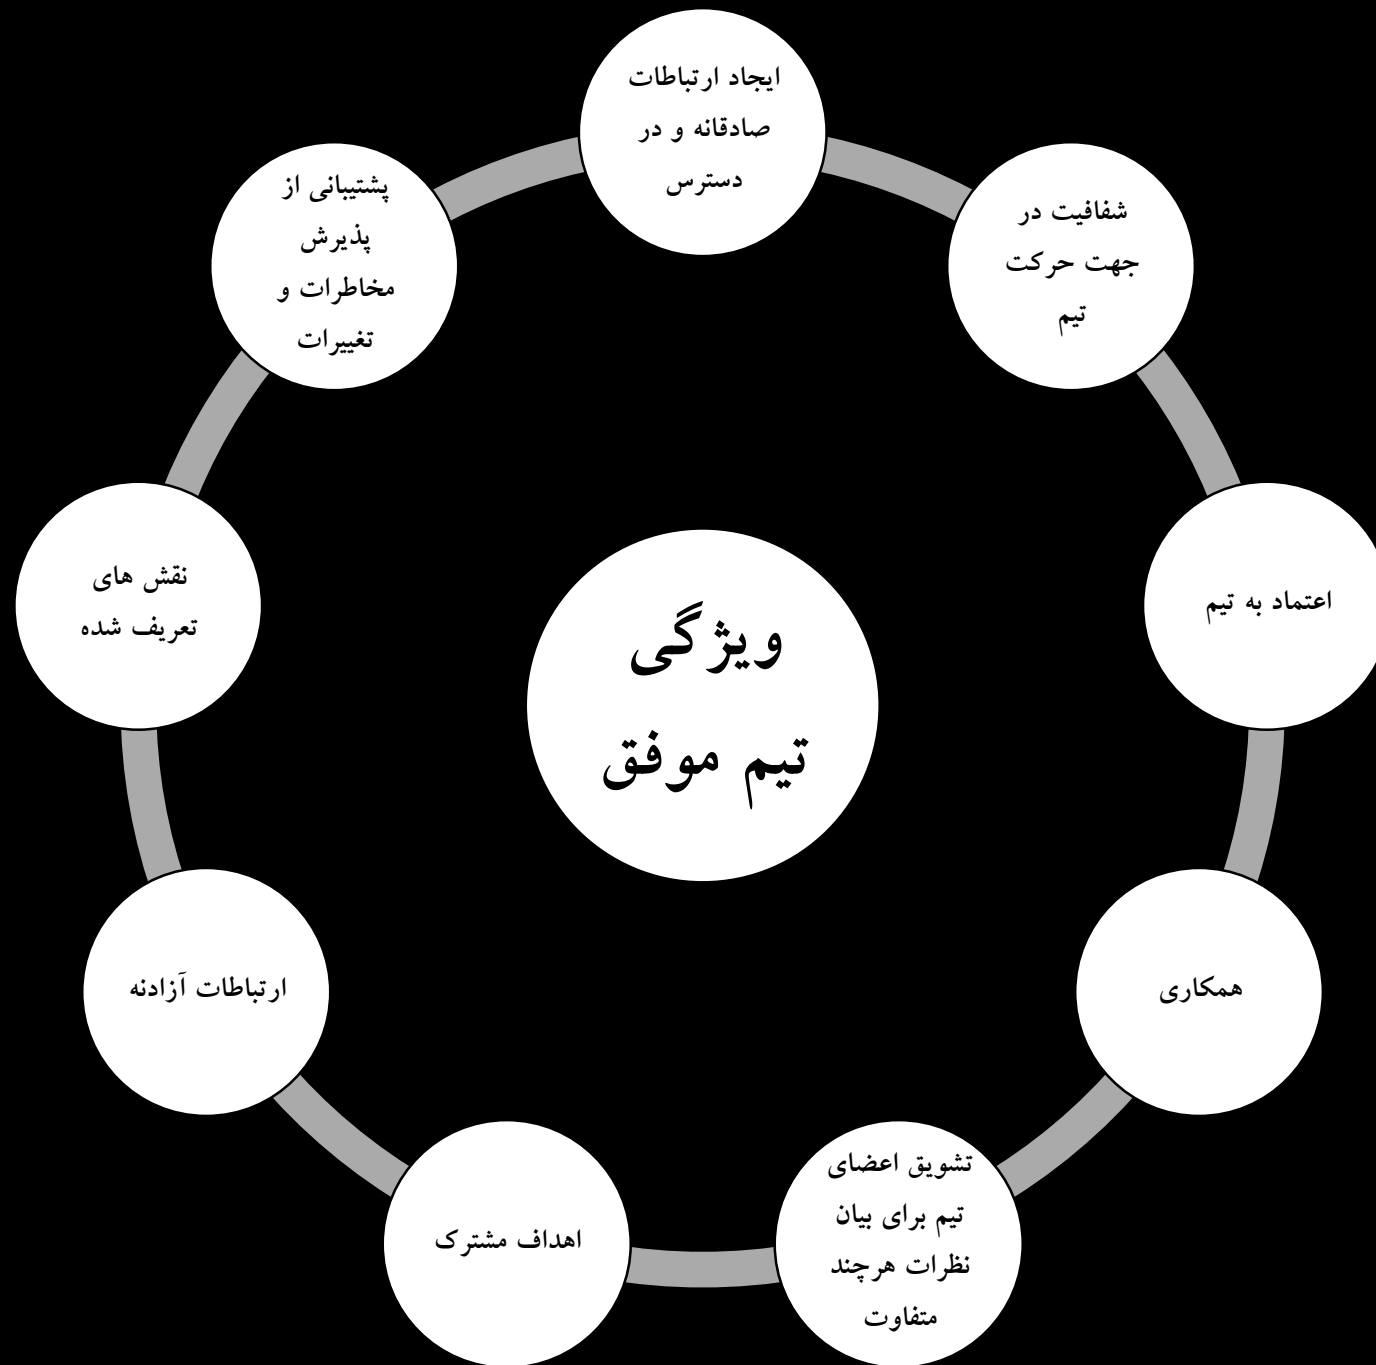 ویژگی
تیم موفق
ایجاد ارتباطات
صادقانه و در
دسترس
شفافیت در
جهت حرکت
تیم
اعتماد به تیم
همکاری
تشویق اعضای
تیم برای بیان
نظرات هرچند
متفاوت
اهداف مشترک
ارتباطات آزادنه
نقش های
تعریف شده
پشتیبانی از
پذیرش
مخاطرات و
تغییرات